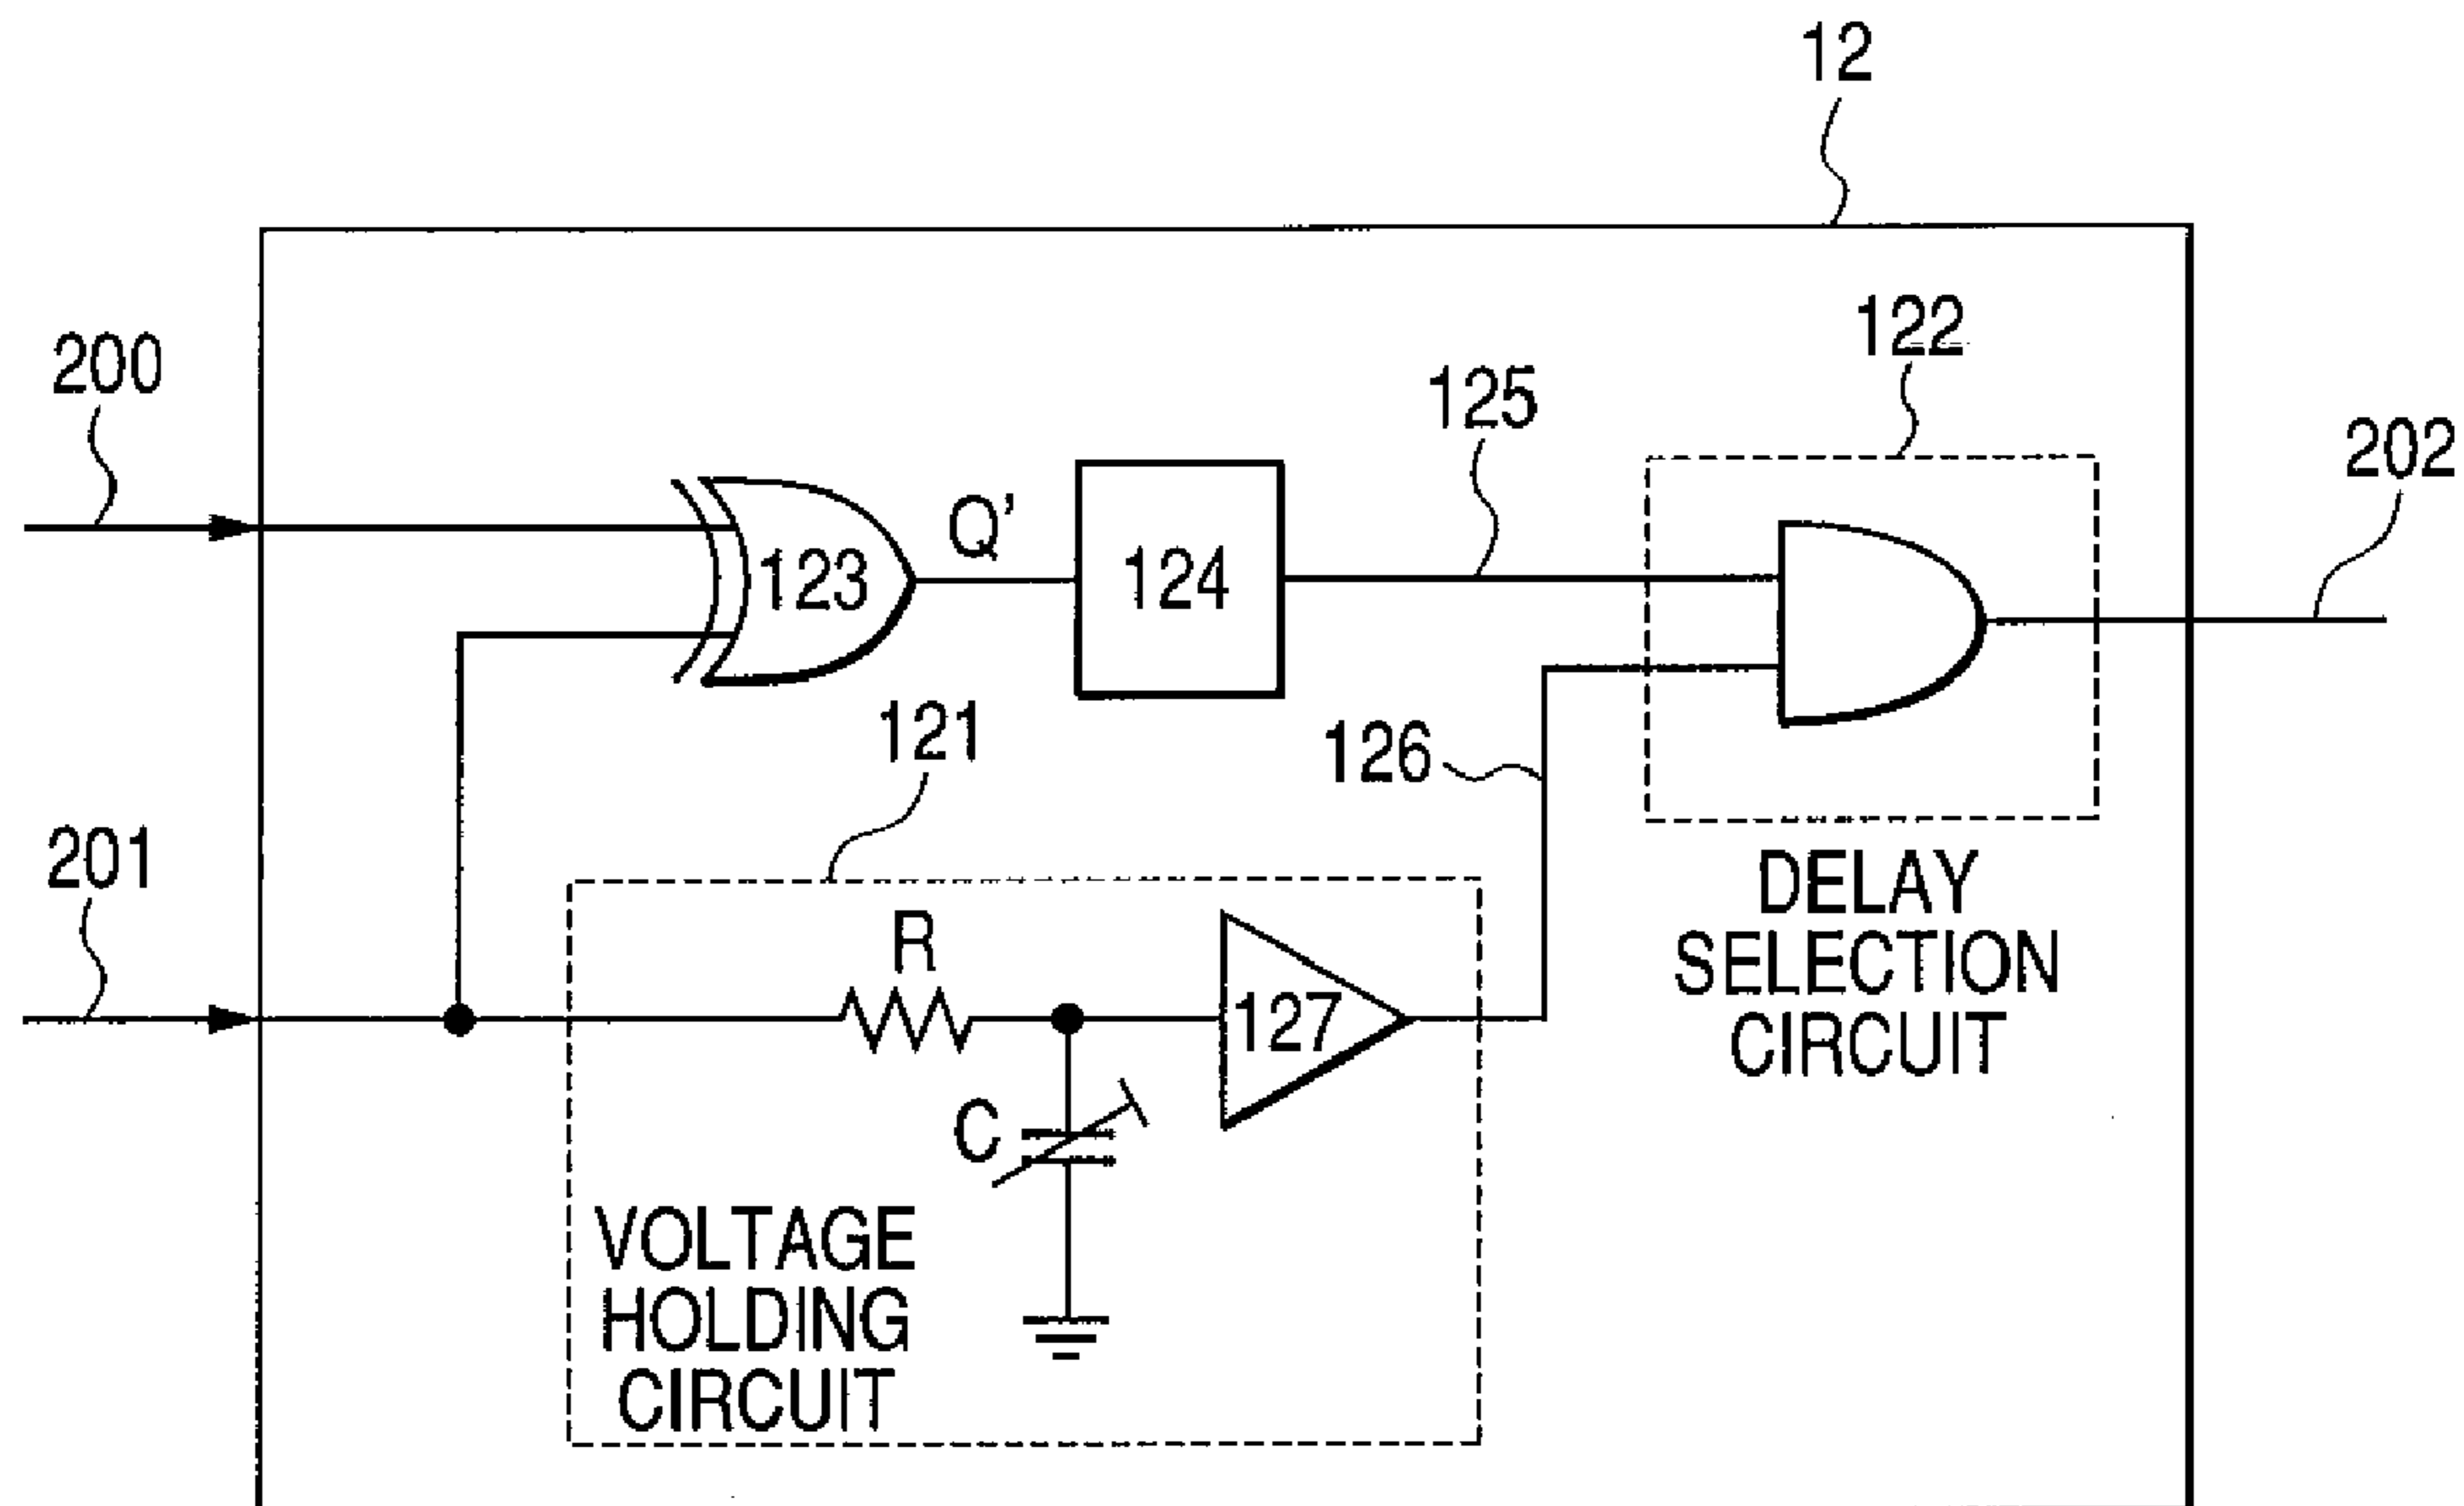 12
122
200
125
202
Q'
123
124
121
126
201
DELAY
SELECTION
CIRCUIT
R
127
C
VOLTAGE
HOLDING
CIRCUIT